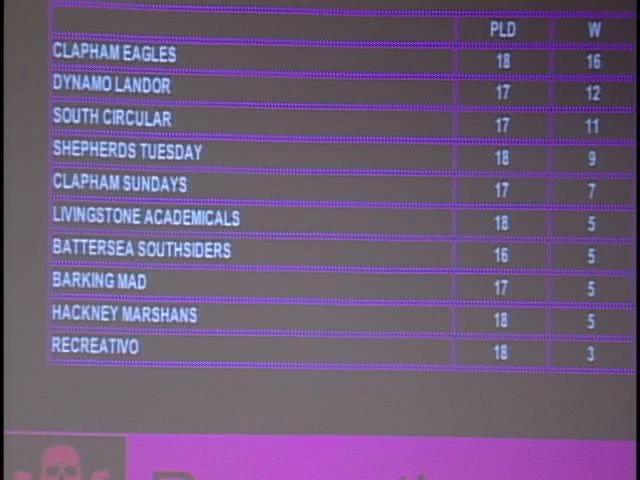 PLD W
CLAPHAM EAGLES 18 16
DYNAMO LANDOR 17 12
SOUTH CIRCULAR 17 11
SHEPHERDS TUESDAY 18 9
CLAPHAM SUNDAYS 17 7
LIVINGSTONE ACADEMICALS 18 5
BATTERSEA SOUTHSIDERS 16 5
BARKING MAD 17 5
HACKNEY MARSHANS 18 5
RECREATIVO 18 3